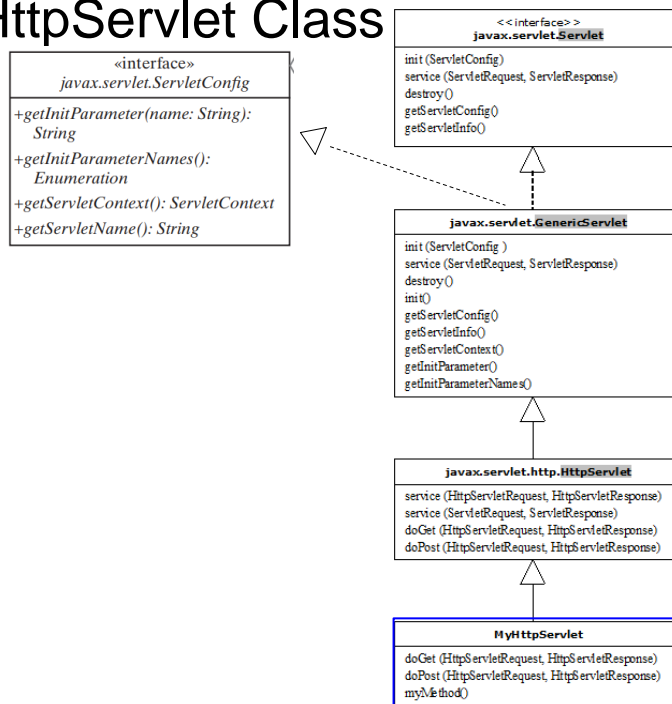 HttpServlet Class
«interface»
javax.servlet.ServletConfig
+getInitParameter(name: String):
String
+getInitParameterNames():
Enumeration
+getServletContext(): ServletContext
+getServletName(): String
<<interface>>
javax.servlet.Servlet
init (ServletConfig)
service (ServletRequest, ServletResponse)
destroy()
getServletConfig()
getServletInfo()
javax.servlet.GenericServlet
init (ServletConfig )
service (ServletRequest, ServletResponse)
destroy()
init()
getServletConfig()
getServletInfo()
getServletContext()
getInitParameter()
getInitParameterNames()
javax.servlet.http.HttpServlet
service (HttpServletRequest, HttpServletResponse)
service (ServletRequest, ServletResponse)
doGet (HttpServletRequest, HttpServletResponse)
doPost (HttpServletRequest, HttpServletResponse)
MyHttpServlet
doGet (HttpServletRequest, HttpServletResponse)
doPost (HttpServletRequest, HttpServletResponse)
myMethod()